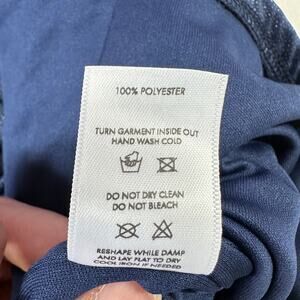 100% POLYESTER
TURN GARMENT INSIDE OUT
HAND WASH COLD
DO NOT DRY CLEAN
DO NOT BLEACH
RESHAPE WHILE DAMP
AND LAY FLAT TO DRY
COOL IRON IF NEEDED